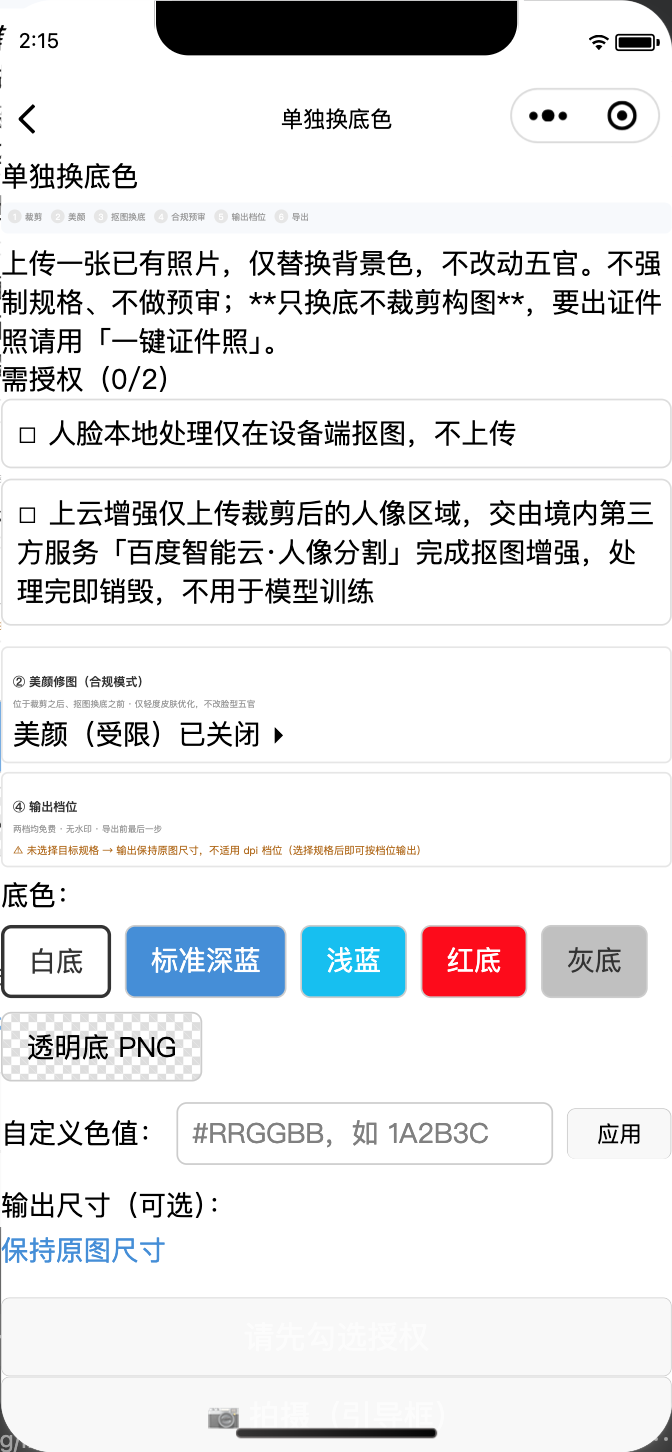 2:15
单独换底色
单独换底色
1 裁剪 2 美颜 3 抠图换底 4 合规预审 5 输出档位 6 导出
上传一张已有照片，仅替换背景色，不改动五官。不强
制规格、不做预审；**只换底不裁剪构图**，要出证件
照请用「一键证件照」。
需授权（0/2）
□ 人脸本地处理仅在设备端抠图，不上传
□ 上云增强仅上传裁剪后的人像区域，交由境内第三
方服务「百度智能云·人像分割」完成抠图增强，处
理完即销毁，不用于模型训练
② 美颜修图（合规模式）
位于裁剪之后、抠图换底之前 · 仅轻度皮肤优化，不改脸型五官
美颜（受限）已关闭
④ 输出档位
两档均免费 · 无水印 · 导出前最后一步
⚠ 未选择目标规格 → 输出保持原图尺寸，不适用 dpi 档位（选择规格后即可按档位输出）
底色：
白底 标准深蓝 浅蓝 红底 灰底
透明底 PNG
自定义色值： #RRGGBB，如 1A2B3C 应用
输出尺寸（可选）：
保持原图尺寸
请先勾选授权
拍摄（引导框）